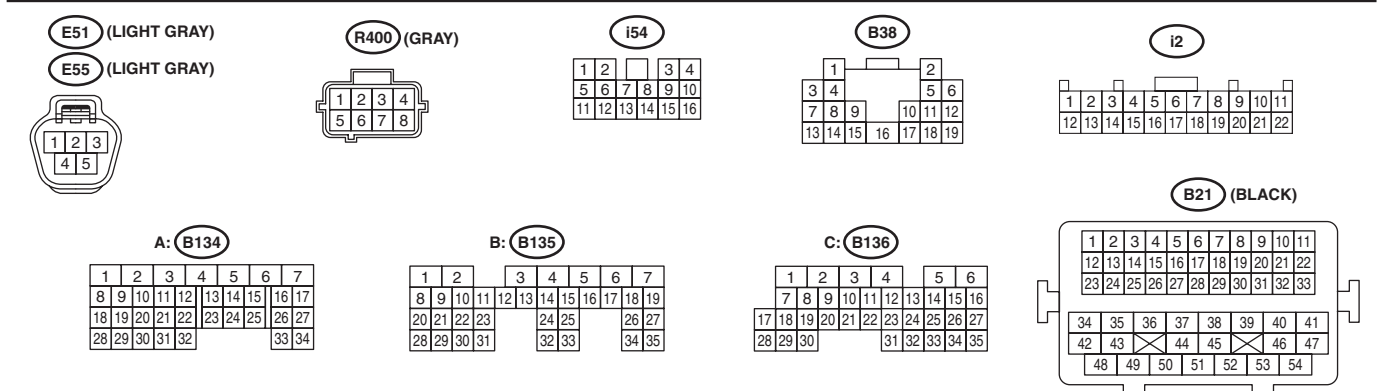 E51 (LIGHT GRAY)
E55 (LIGHT GRAY)
1 2 3
4 5
R400 (GRAY)
1 2 3 4
5 6 7 8
i54
1 2 3 4
5 6 7 8 9 10
11 12 13 14 15 16
B38
1 2
3 4 5 6
7 8 9 10 11 12
13 14 15 16 17 18 19
i2
1 2 3 4 5 6 7 8 9 10 11
12 13 14 15 16 17 18 19 20 21 22
A: B134
1 2 3 4 5 6 7
8 9 10 11 12 13 14 15 16 17
18 19 20 21 22 23 24 25 26 27
28 29 30 31 32 33 34
B: B135
1 2 3 4 5 6 7
8 9 10 11 12 13 14 15 16 17 18 19
20 21 22 23 24 25 26 27
28 29 30 31 32 33 34 35
C: B136
1 2 3 4 5 6
7 8 9 10 11 12 13 14 15 16
17 18 19 20 21 22 23 24 25 26 27
28 29 30 31 32 33 34 35
B21 (BLACK)
1 2 3 4 5 6 7 8 9 10 11
12 13 14 15 16 17 18 19 20 21 22
23 24 25 26 27 28 29 30 31 32 33
34 35 36 37 38 39 40 41
42 43 44 45 46 47
48 49 50 51 52 53 54